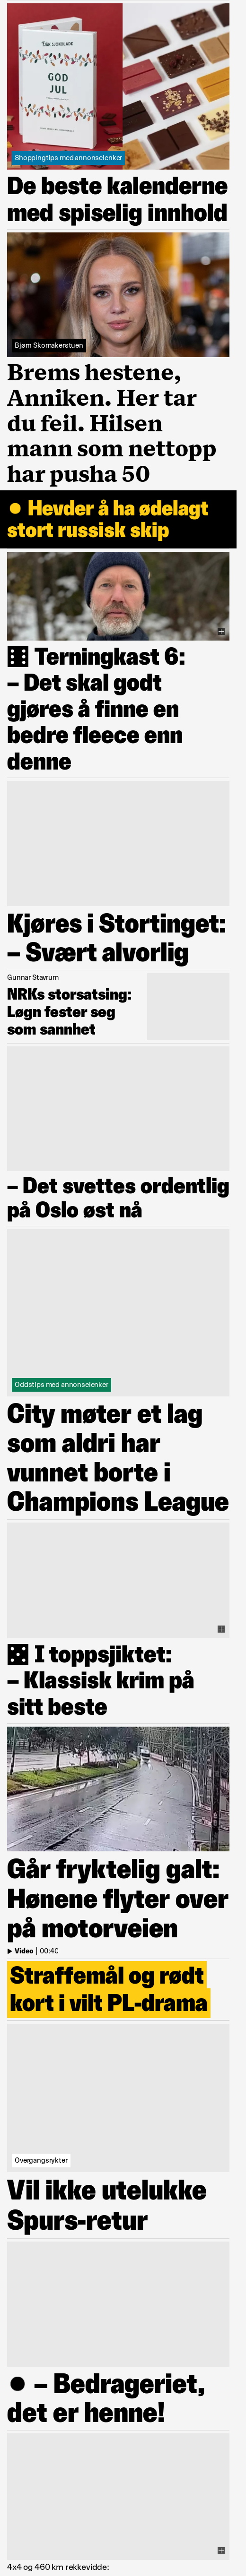 GOD
JUL
Shoppingtips med annonselenker
De beste kalenderne
med spiselig innhold
Bjørn Skomakerstuen
Brems hestene,
Anniken. Her tar
du feil. Hilsen
mann som nettopp
har pusha 50
Hevder å ha ødelagt
stort russisk skip
Terningkast 6:
– Det skal godt
gjøres å finne en
bedre fleece enn
denne
Kjøres i Stortinget:
– Svært alvorlig
Gunnar Stavrum
NRKs storsatsing:
Løgn fester seg
som sannhet
– Det svettes ordentlig
på Oslo øst nå
Oddstips med annonselenker
City møter et lag
som aldri har
vunnet borte i
Champions League
I toppsjiktet:
– Klassisk krim på
sitt beste
Går fryktelig galt:
Hønene flyter over
på motorveien
Video | 00:40
Straffemål og rødt
kort i vilt PL-drama
Overgangsrykter
Vil ikke utelukke
Spurs-retur
– Bedrageriet,
det er henne!
4x4 og 460 km rekkevidde: